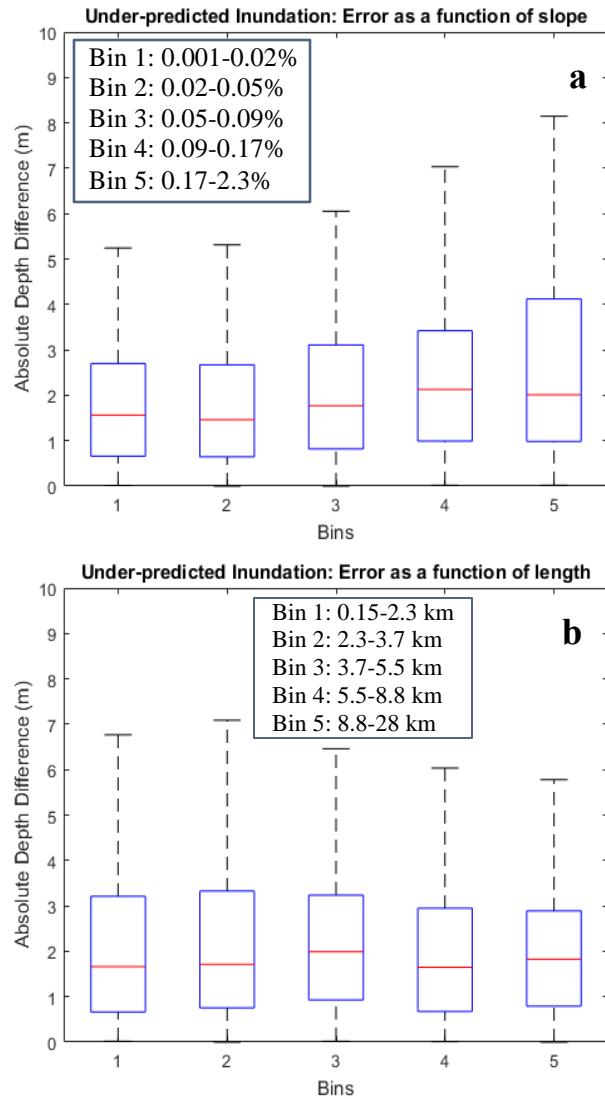 Under-predicted Inundation: Error as a function of slope
10
9
8
7
6
5
4
3
2
1
0
Absolute Depth Difference (m)
Bin 1: 0.001-0.02%
Bin 2: 0.02-0.05%
Bin 3: 0.05-0.09%
Bin 4: 0.09-0.17%
Bin 5: 0.17-2.3%
a
1 2 3 4 5
Bins
Under-predicted Inundation: Error as a function of length
10
9
8
7
6
5
4
3
2
1
0
Absolute Depth Difference (m)
Bin 1: 0.15-2.3 km
Bin 2: 2.3-3.7 km
Bin 3: 3.7-5.5 km
Bin 4: 5.5-8.8 km
Bin 5: 8.8-28 km
b
1 2 3 4 5
Bins